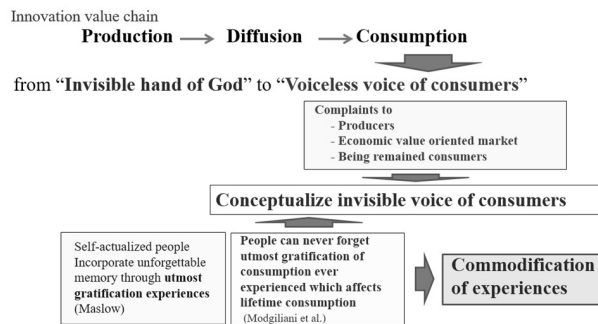 Innovation value chain
Production Diffusion Consumption
from “Invisible hand of God” to “Voiceless voice of consumers”
Complaints to
- Producers
- Economic value oriented market
- Being remained consumers
Conceptualize invisible voice of consumers
Self-actualized people
Incorporate unforgettable
memory through utmost
gratification experiences
(Maslow)
People can never forget
utmost gratification of
consumption ever
experienced which affects
lifetime consumption
(Modgiliani et al.)
Commodification
of experiences